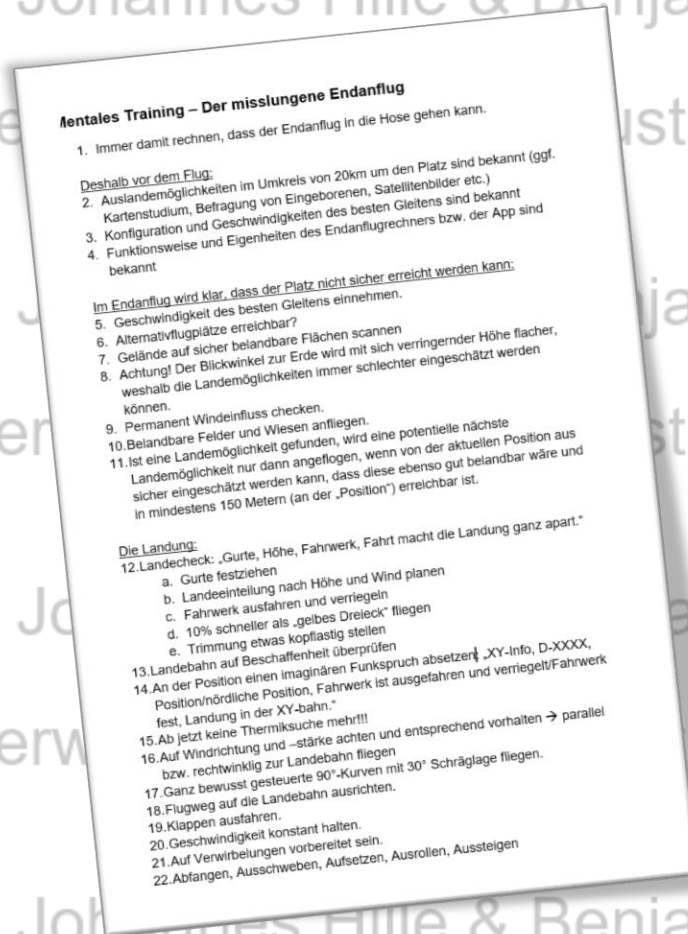 Mentales Training – Der misslungene Endanflug
1. Immer damit rechnen, dass der Endanflug in die Hose gehen kann.
Deshalb vor dem Flug:
2. Auslandemöglichkeiten im Umkreis von 20km um den Platz sind bekannt (ggf.
Kartenstudium, Befragung von Eingeborenen, Satellitenbilder etc.)
3. Konfiguration und Geschwindigkeiten des besten Gleitens sind bekannt
4. Funktionsweise und Eigenheiten des Endanflugrechners bzw. der App sind
bekannt
Im Endanflug wird klar, dass der Platz nicht sicher erreicht werden kann:
5. Geschwindigkeit des besten Gleitens einnehmen.
6. Alternativflugplätze erreichbar?
7. Gelände auf sicher belandbare Flächen scannen
8. Achtung! Der Blickwinkel zur Erde wird mit sich verringernder Höhe flacher,
weshalb die Landemöglichkeiten immer schlechter eingeschätzt werden
können.
9. Permanent Windeinfluss checken.
10.Belandbare Felder und Wiesen anfliegen.
11.Ist eine Landemöglichkeit gefunden, wird eine potentielle nächste
Landemöglichkeit nur dann angeflogen, wenn von der aktuellen Position aus
sicher eingeschätzt werden kann, dass diese ebenso gut belandbar wäre und
in mindestens 150 Metern (an der „Position“) erreichbar ist.
Die Landung:
12.Landecheck: „Gurte, Höhe, Fahrwerk, Fahrt macht die Landung ganz apart.“
a. Gurte festziehen
b. Landeeinteilung nach Höhe und Wind planen
c. Fahrwerk ausfahren und verriegeln
d. 10% schneller als „gelbes Dreieck“ fliegen
e. Trimmung etwas kopflastig stellen
13.Landebahn auf Beschaffenheit überprüfen
14.An der Position einen imaginären Funkspruch absetzen: „XY-Info, D-XXXX,
Position/nördliche Position, Fahrwerk ist ausgefahren und verriegelt/Fahrwerk
fest, Landung in der XY-bahn.“
15.Ab jetzt keine Thermiksuche mehr!!!
16.Auf Windrichtung und –stärke achten und entsprechend vorhalten → parallel
bzw. rechtwinklig zur Landebahn fliegen
17.Ganz bewusst gesteuerte 90°-Kurven mit 30° Schräglage fliegen.
18.Flugweg auf die Landebahn ausrichten.
19.Klappen ausfahren.
20.Geschwindigkeit konstant halten.
21.Auf Verwirbelungen vorbereitet sein.
22.Abfangen, Ausschweben, Aufsetzen, Ausrollen, Aussteigen